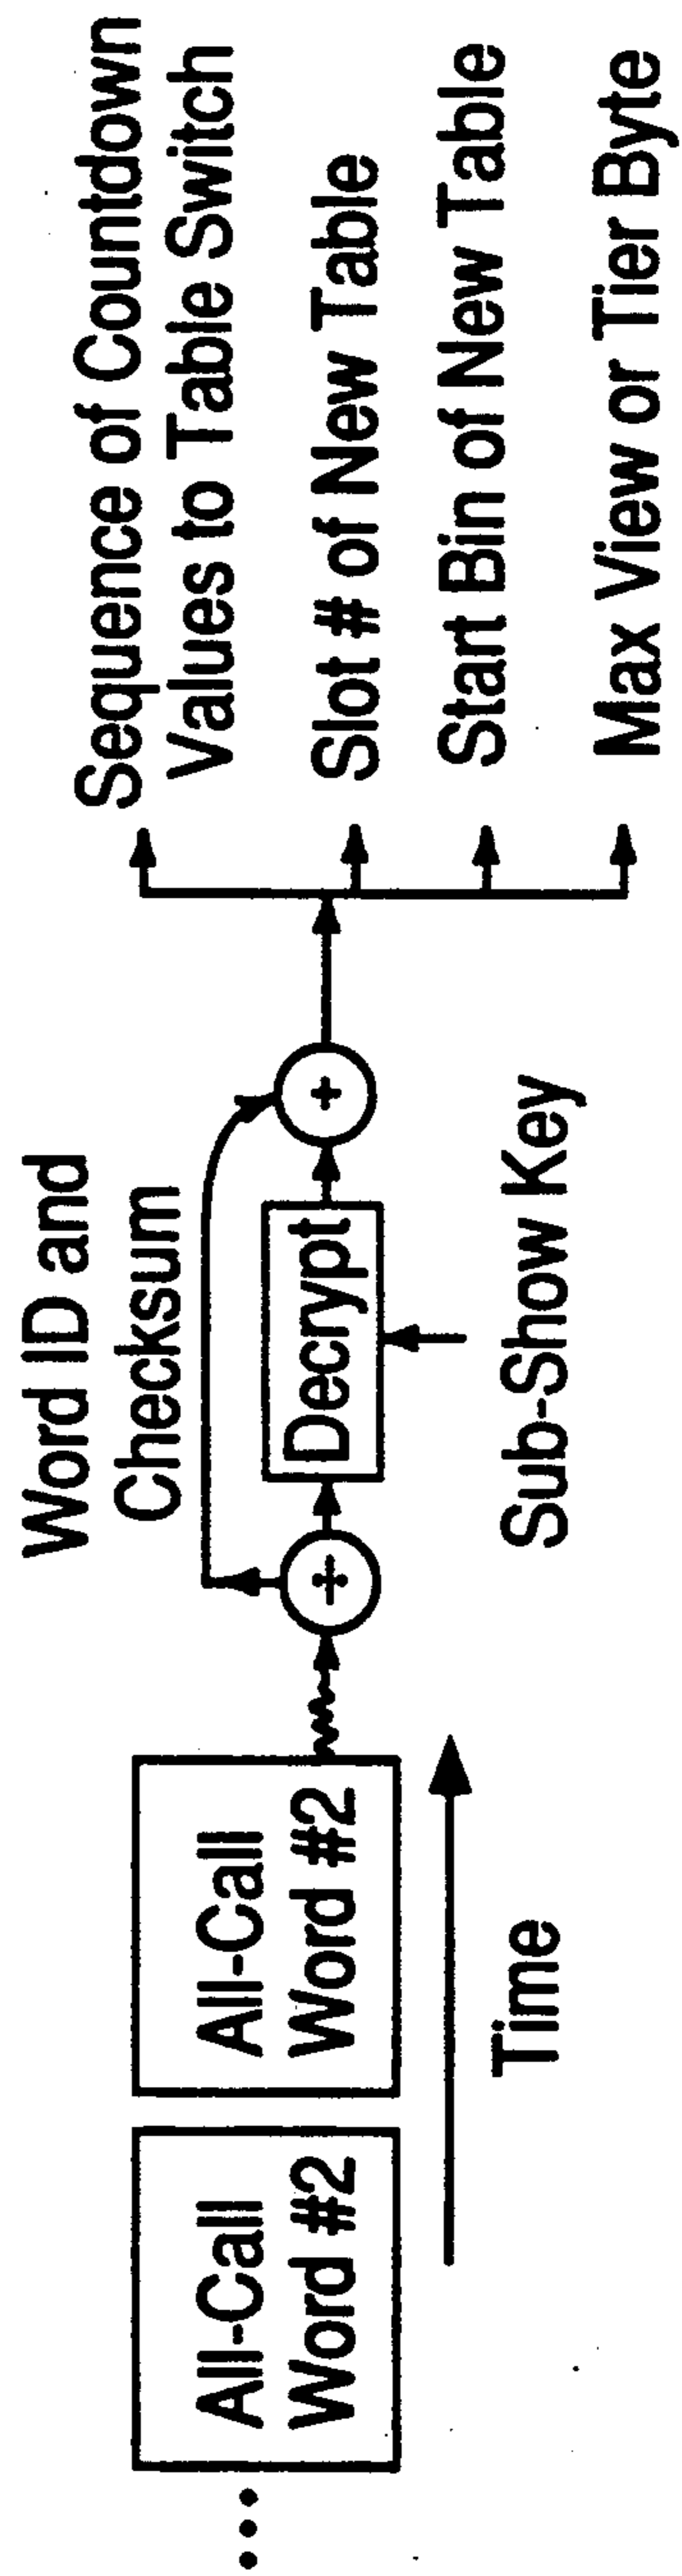 All-Call
Word #2
All-Call
Word #2
Time
Word ID and
Checksum
÷
Decrypt
+
Sub-Show Key
Sequence of Countdown
Values to Table Switch
Slot # of New Table
Start Bin of New Table
Max View or Tier Byte